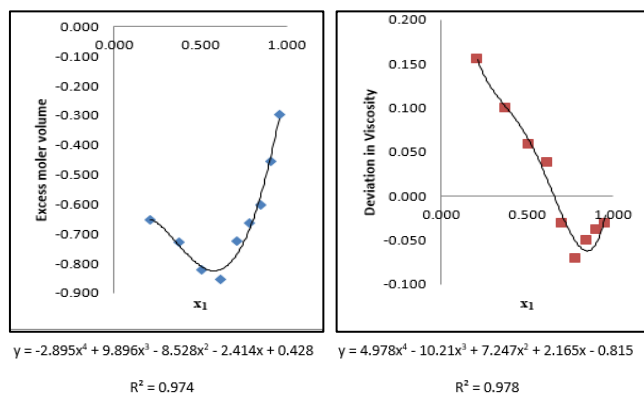 0.000
0.000 0.500 1.000
-0.100
-0.200
-0.300
-0.400
-0.500
-0.600
-0.700
-0.800
-0.900
Excess moler volume
x₁
y = -2.895x⁴ + 9.896x³ - 8.528x² - 2.414x + 0.428
R² = 0.974
0.200
0.150
0.100
0.050
0.000
0.000 0.500 1.000
-0.050
-0.100
Deviation in Viscosity
x₁
y = 4.978x⁴ - 10.21x³ + 7.247x² + 2.165x - 0.815
R² = 0.978